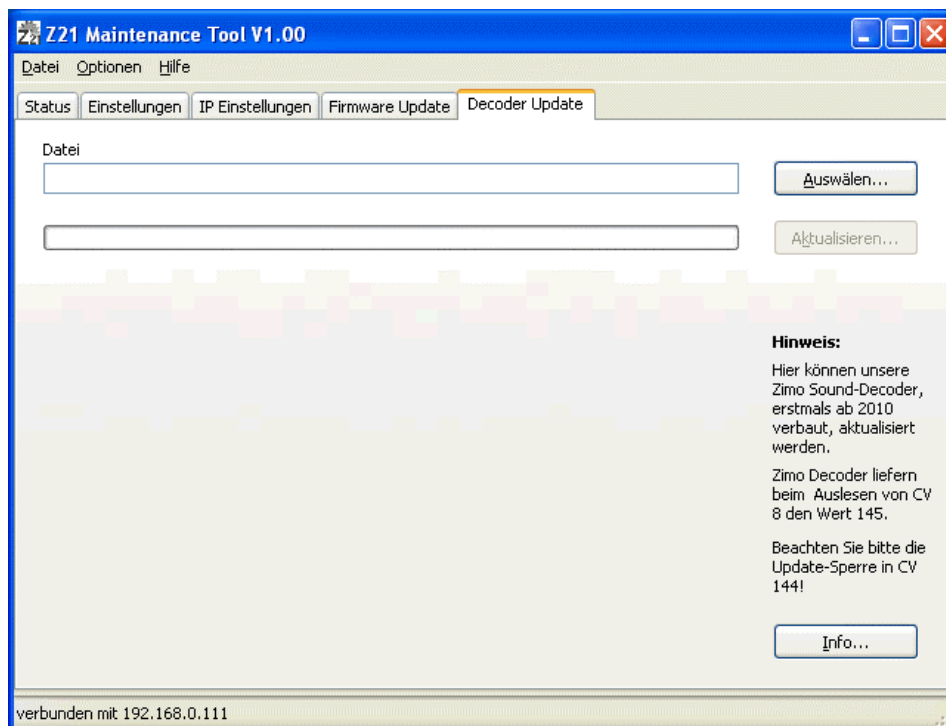 Z21 Maintenance Tool V1.00
Datei Optionen Hilfe
Status Einstellungen IP Einstellungen Firmware Update Decoder Update
Datei
Auswälen...
Aktualisieren...
Hinweis:
Hier können unsere
Zimo Sound-Decoder,
erstmals ab 2010
verbaut, aktualisiert
werden.
Zimo Decoder liefern
beim Auslesen von CV
8 den Wert 145.
Beachten Sie bitte die
Update-Sperre in CV
144!
Info...
verbunden mit 192.168.0.111